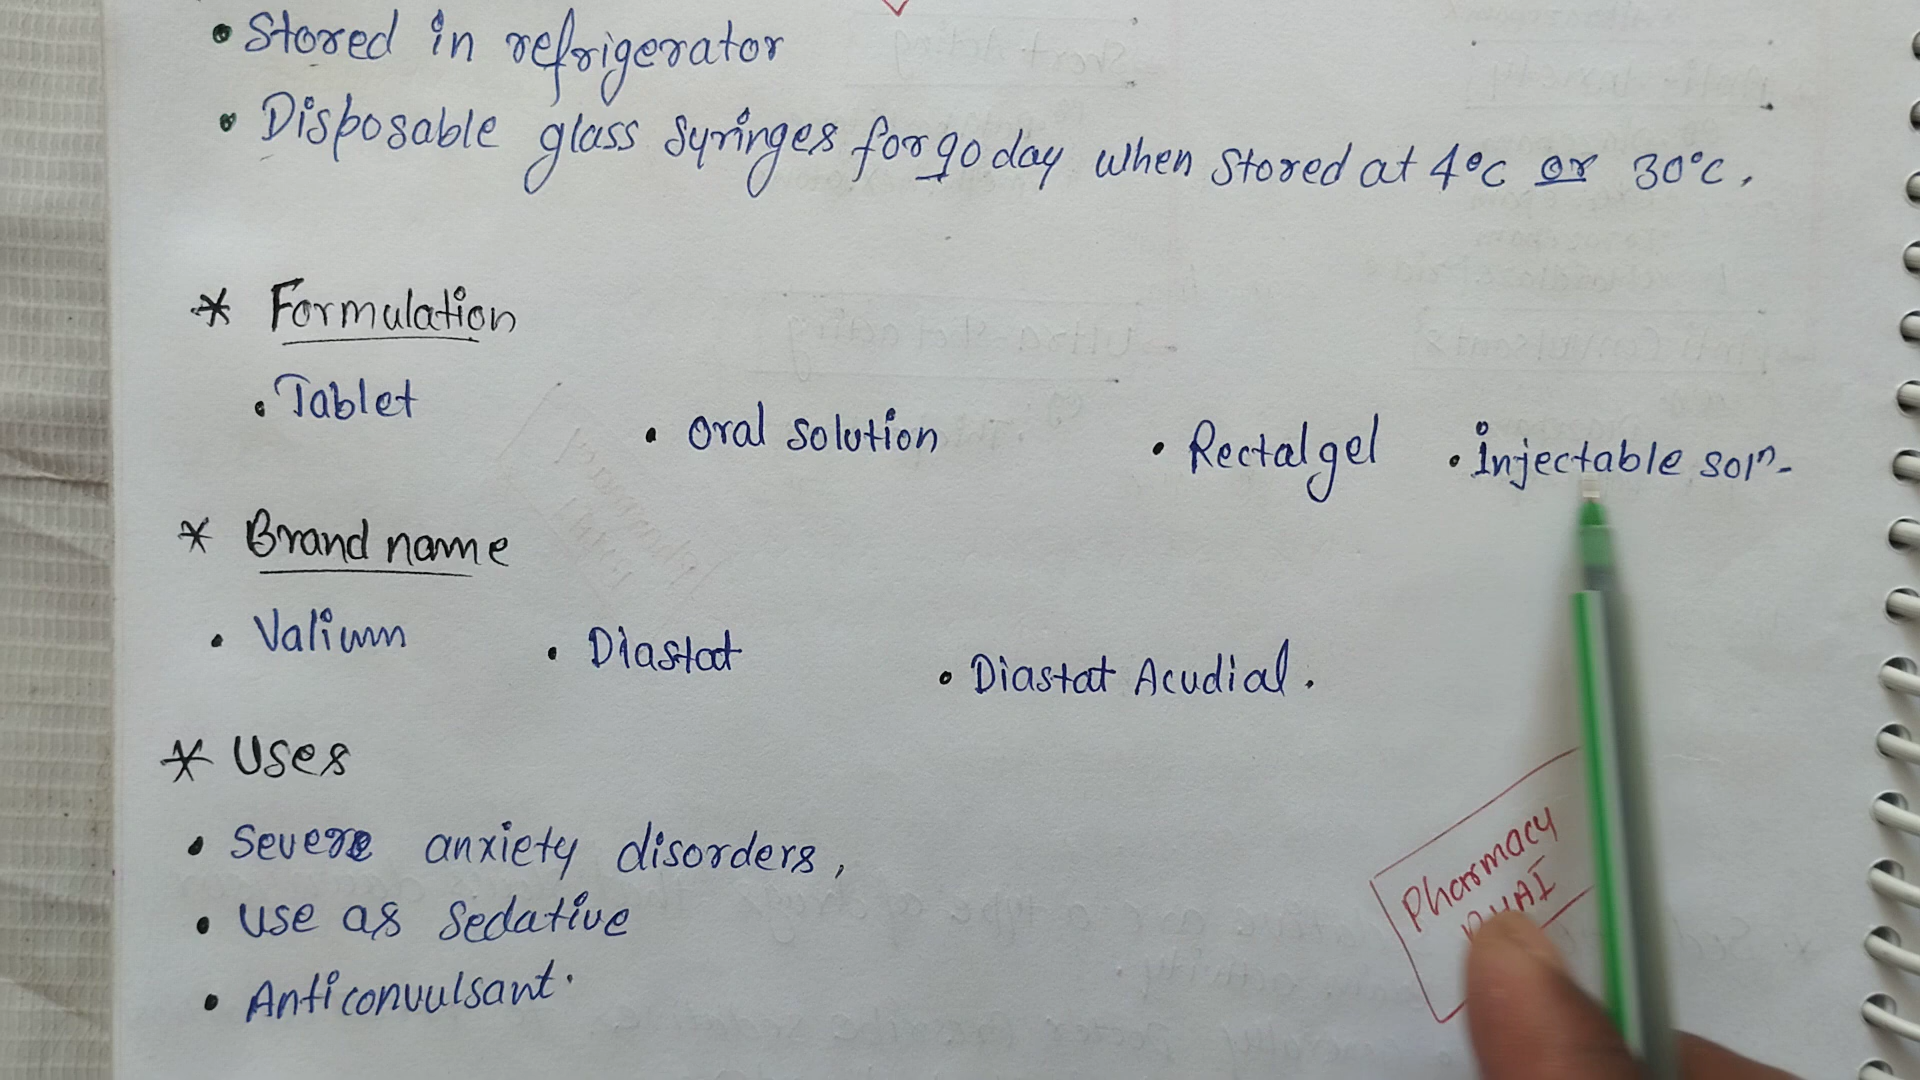 • Stored in refrigerator
• Disposable glass syringes for 90 day when stored at 4°C or 30°C.
* Formulation
• Tablet • Oral solution • Rectal gel • Injectable solⁿ-
* Brand name
• Valium • Diastat • Diastat Acudial.
* Uses
• Severe anxiety disorders,
• use as sedative
• Anticonvulsant.
Pharmacy